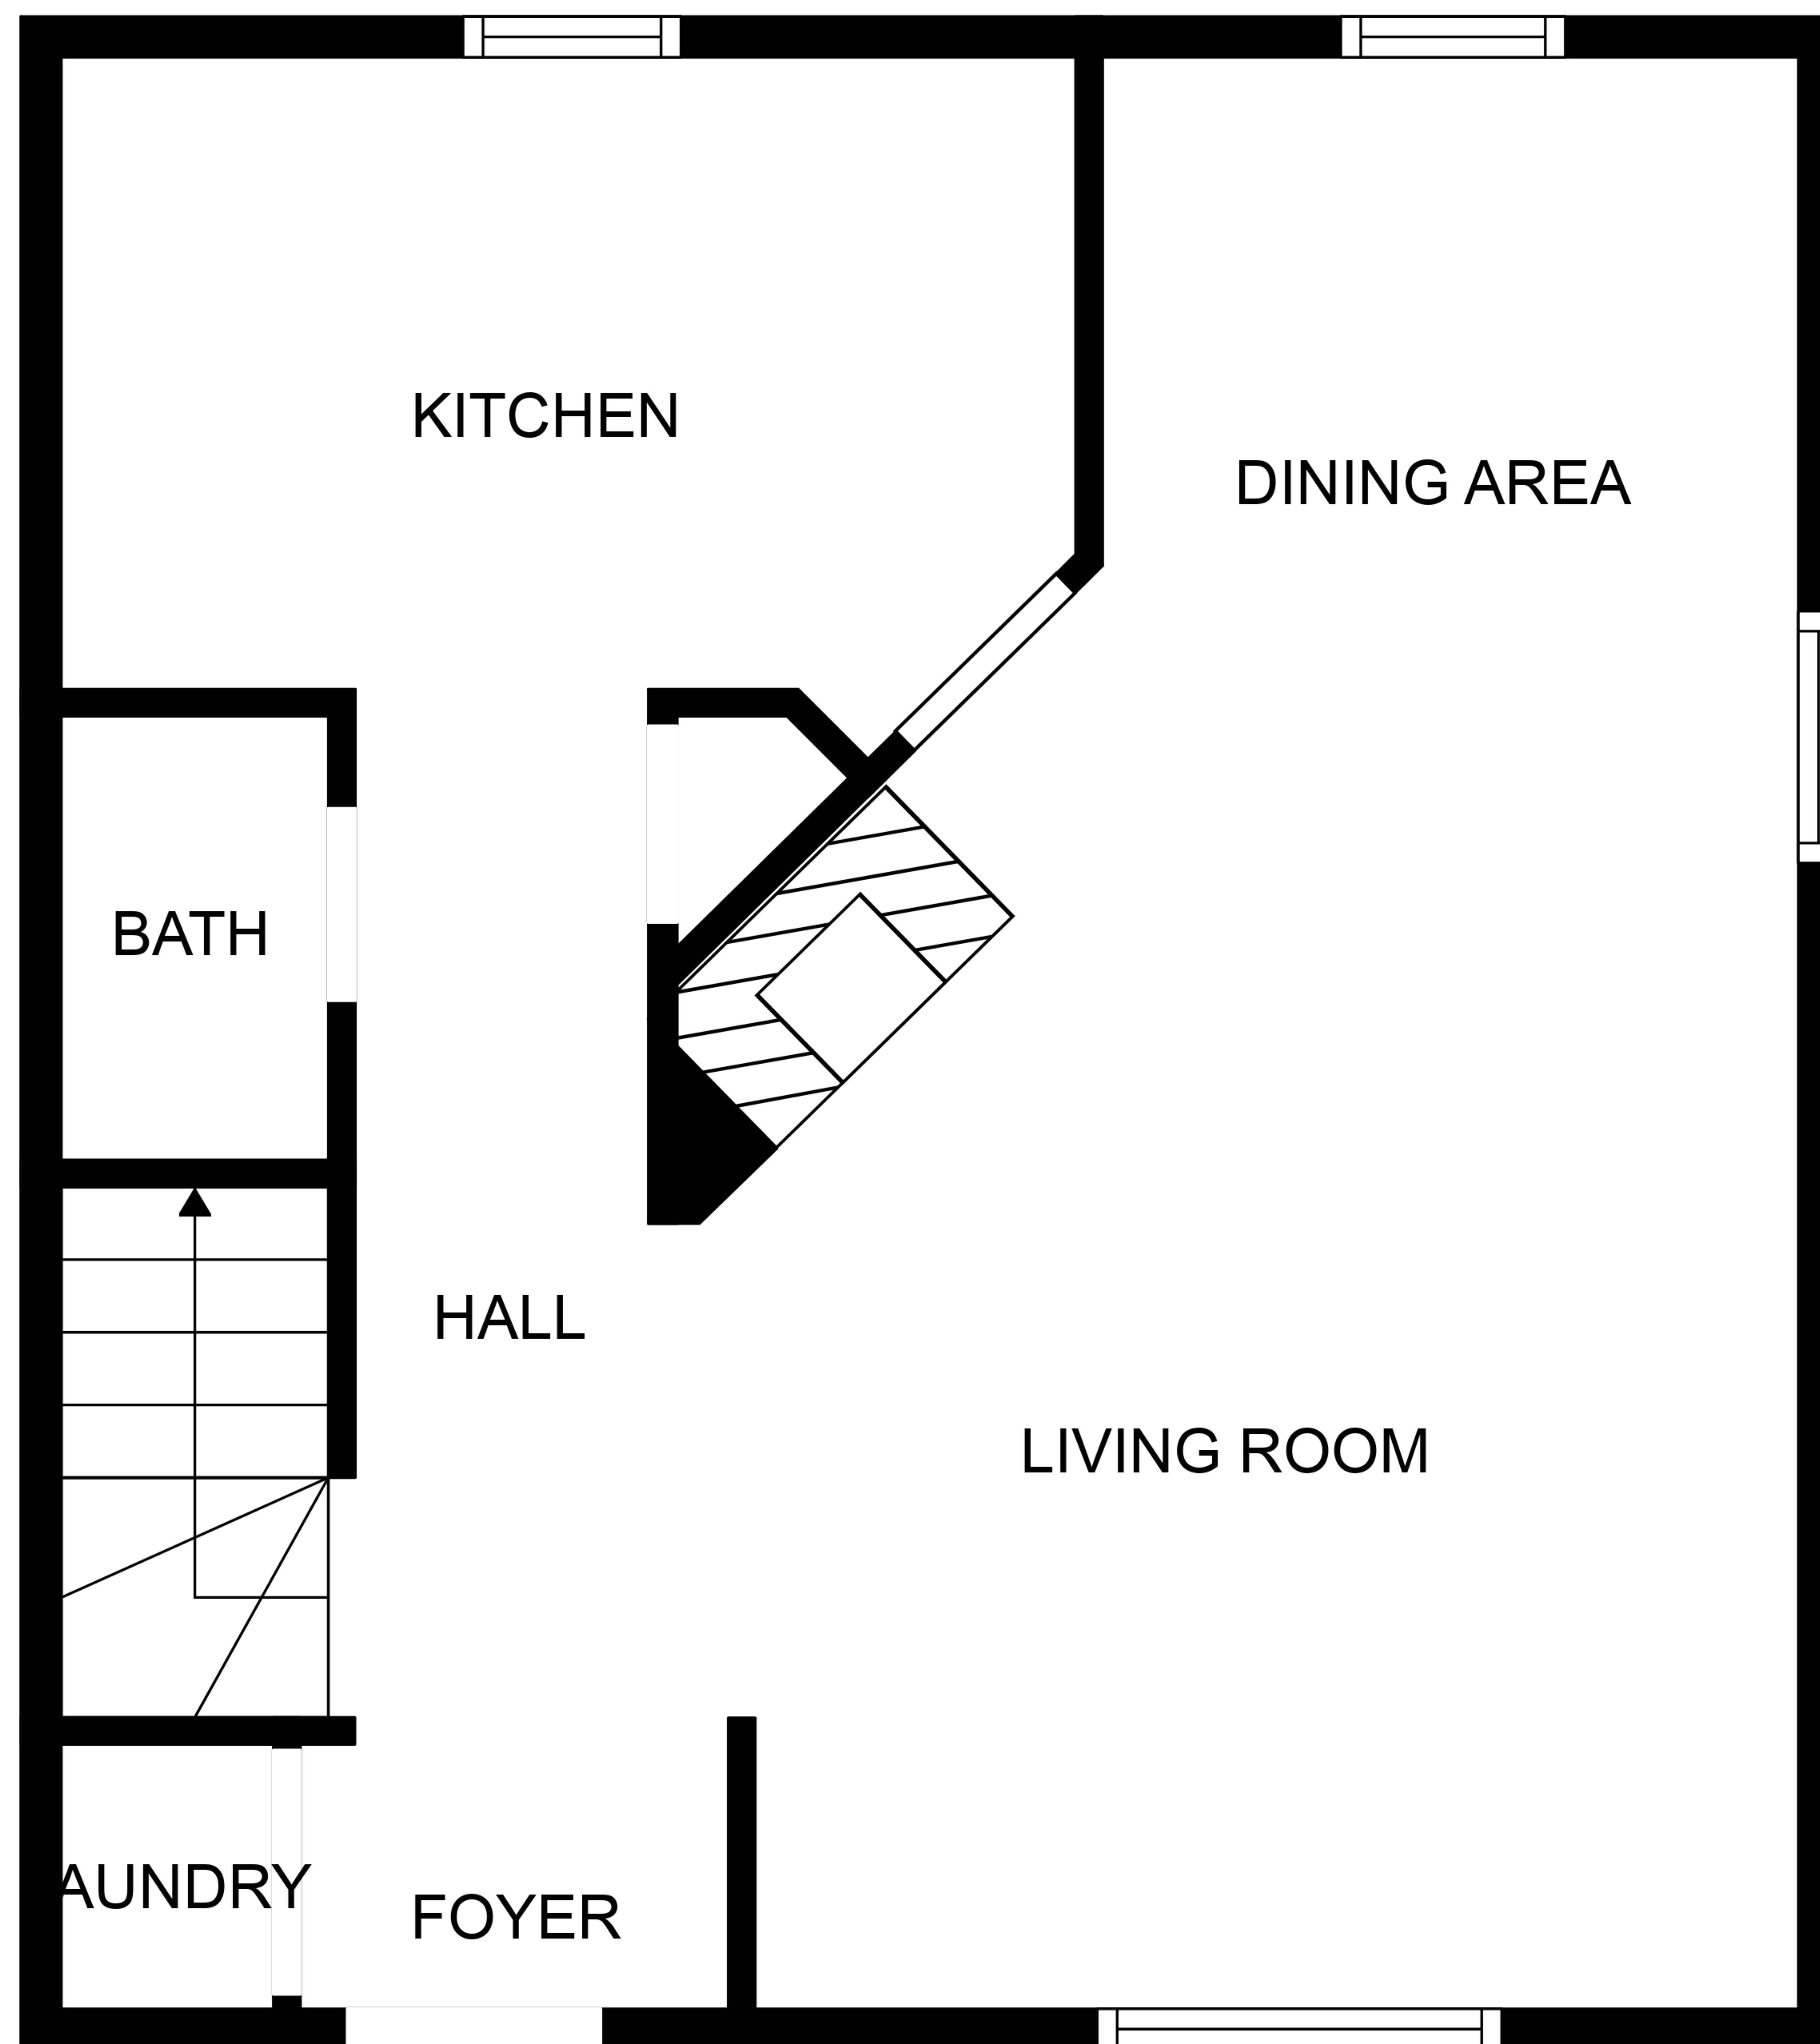 KITCHEN
DINING AREA
BATH
HALL
LIVING ROOM
AUNDRY
FOYER